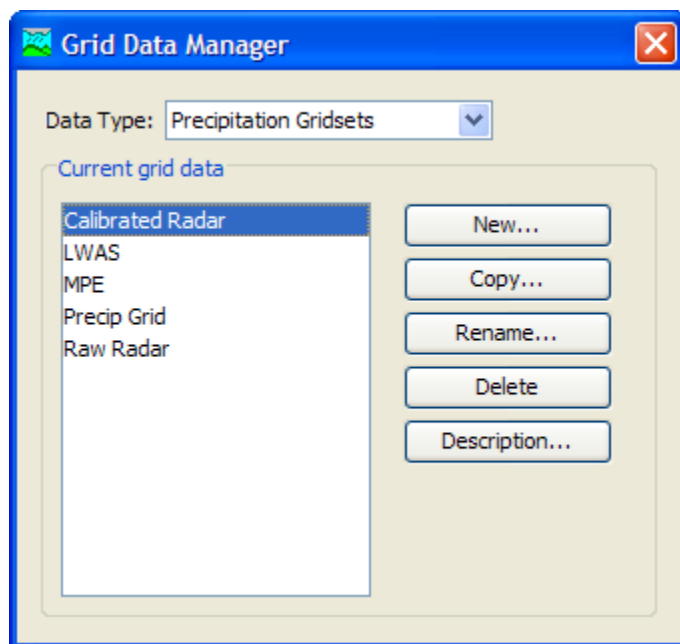 Grid Data Manager
Data Type: Precipitation Gridsets
Current grid data
Calibrated Radar
LWAS
MPE
Precip Grid
Raw Radar
New...
Copy...
Rename...
Delete
Description...